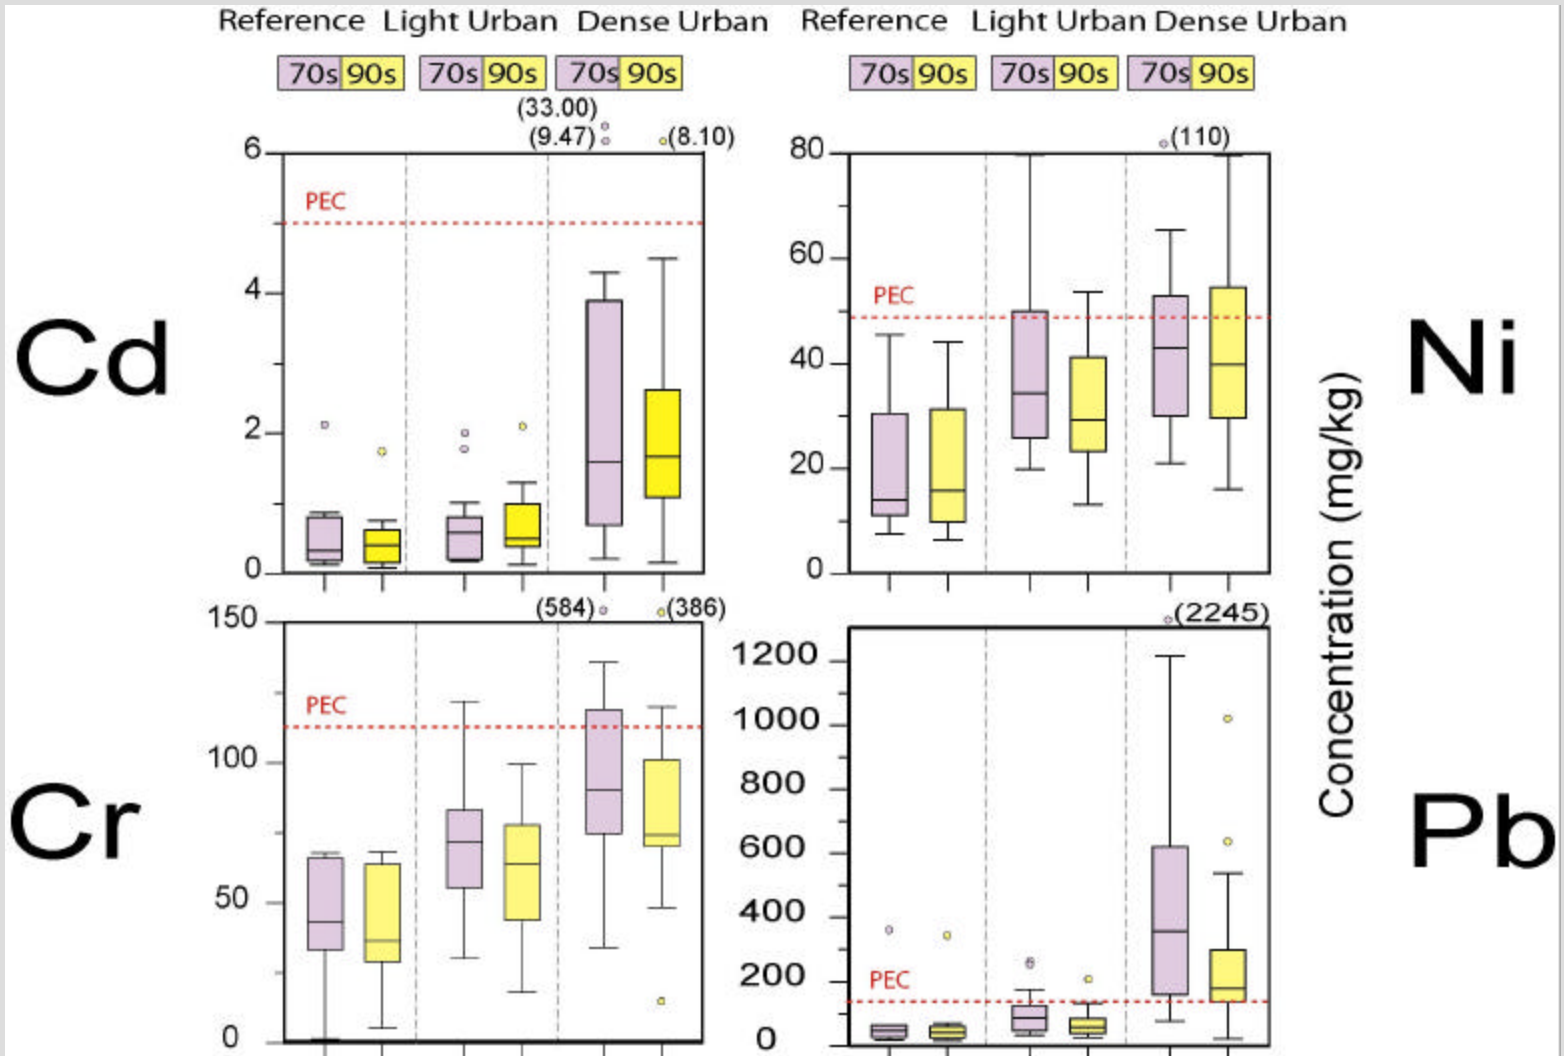 Reference Light Urban Dense Urban Reference Light Urban Dense Urban
70s 90s 70s 90s 70s 90s 70s 90s 70s 90s 70s 90s
(33.00)
(9.47) (8.10) (110)
6
4
2
0
PEC
Cd
80
60
40
20
0
PEC
Ni
Concentration (mg/kg)
(584) (386)
150
100
50
0
PEC
Cr
(2245)
1200
1000
800
600
400
200
0
PEC
Pb